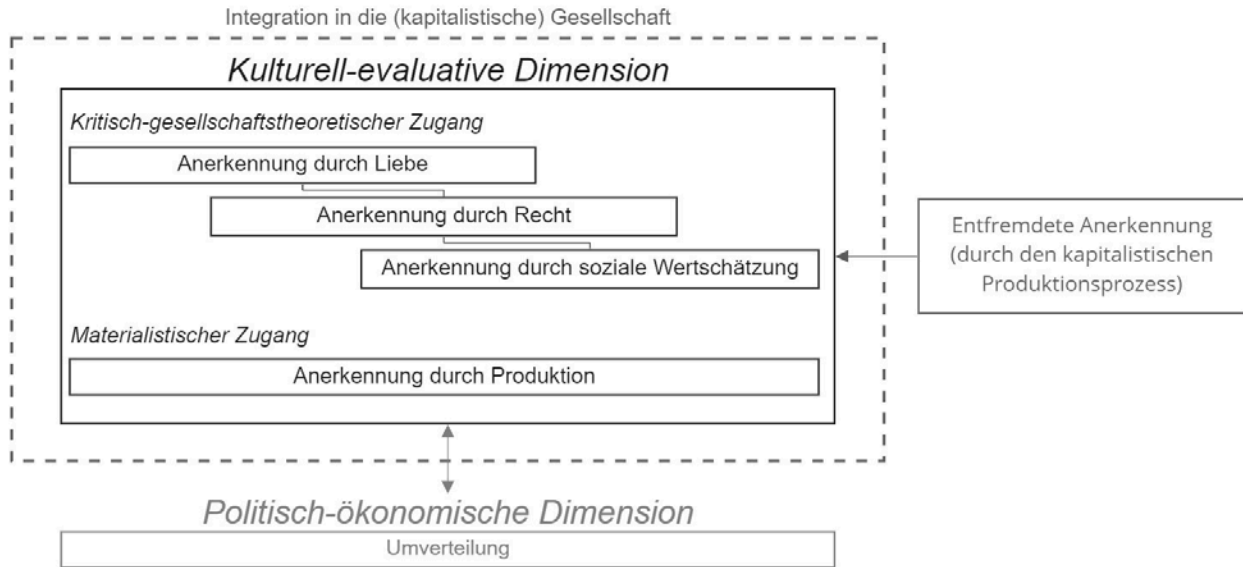 Integration in die (kapitalistische) Gesellschaft
Kulturell-evaluative Dimension
Kritisch-gesellschaftstheoretischer Zugang
Anerkennung durch Liebe
Anerkennung durch Recht
Anerkennung durch soziale Wertschätzung
Entfremdete Anerkennung
(durch den kapitalistischen
Produktionsprozess)
Materialistischer Zugang
Anerkennung durch Produktion
Politisch-ökonomische Dimension
Umverteilung